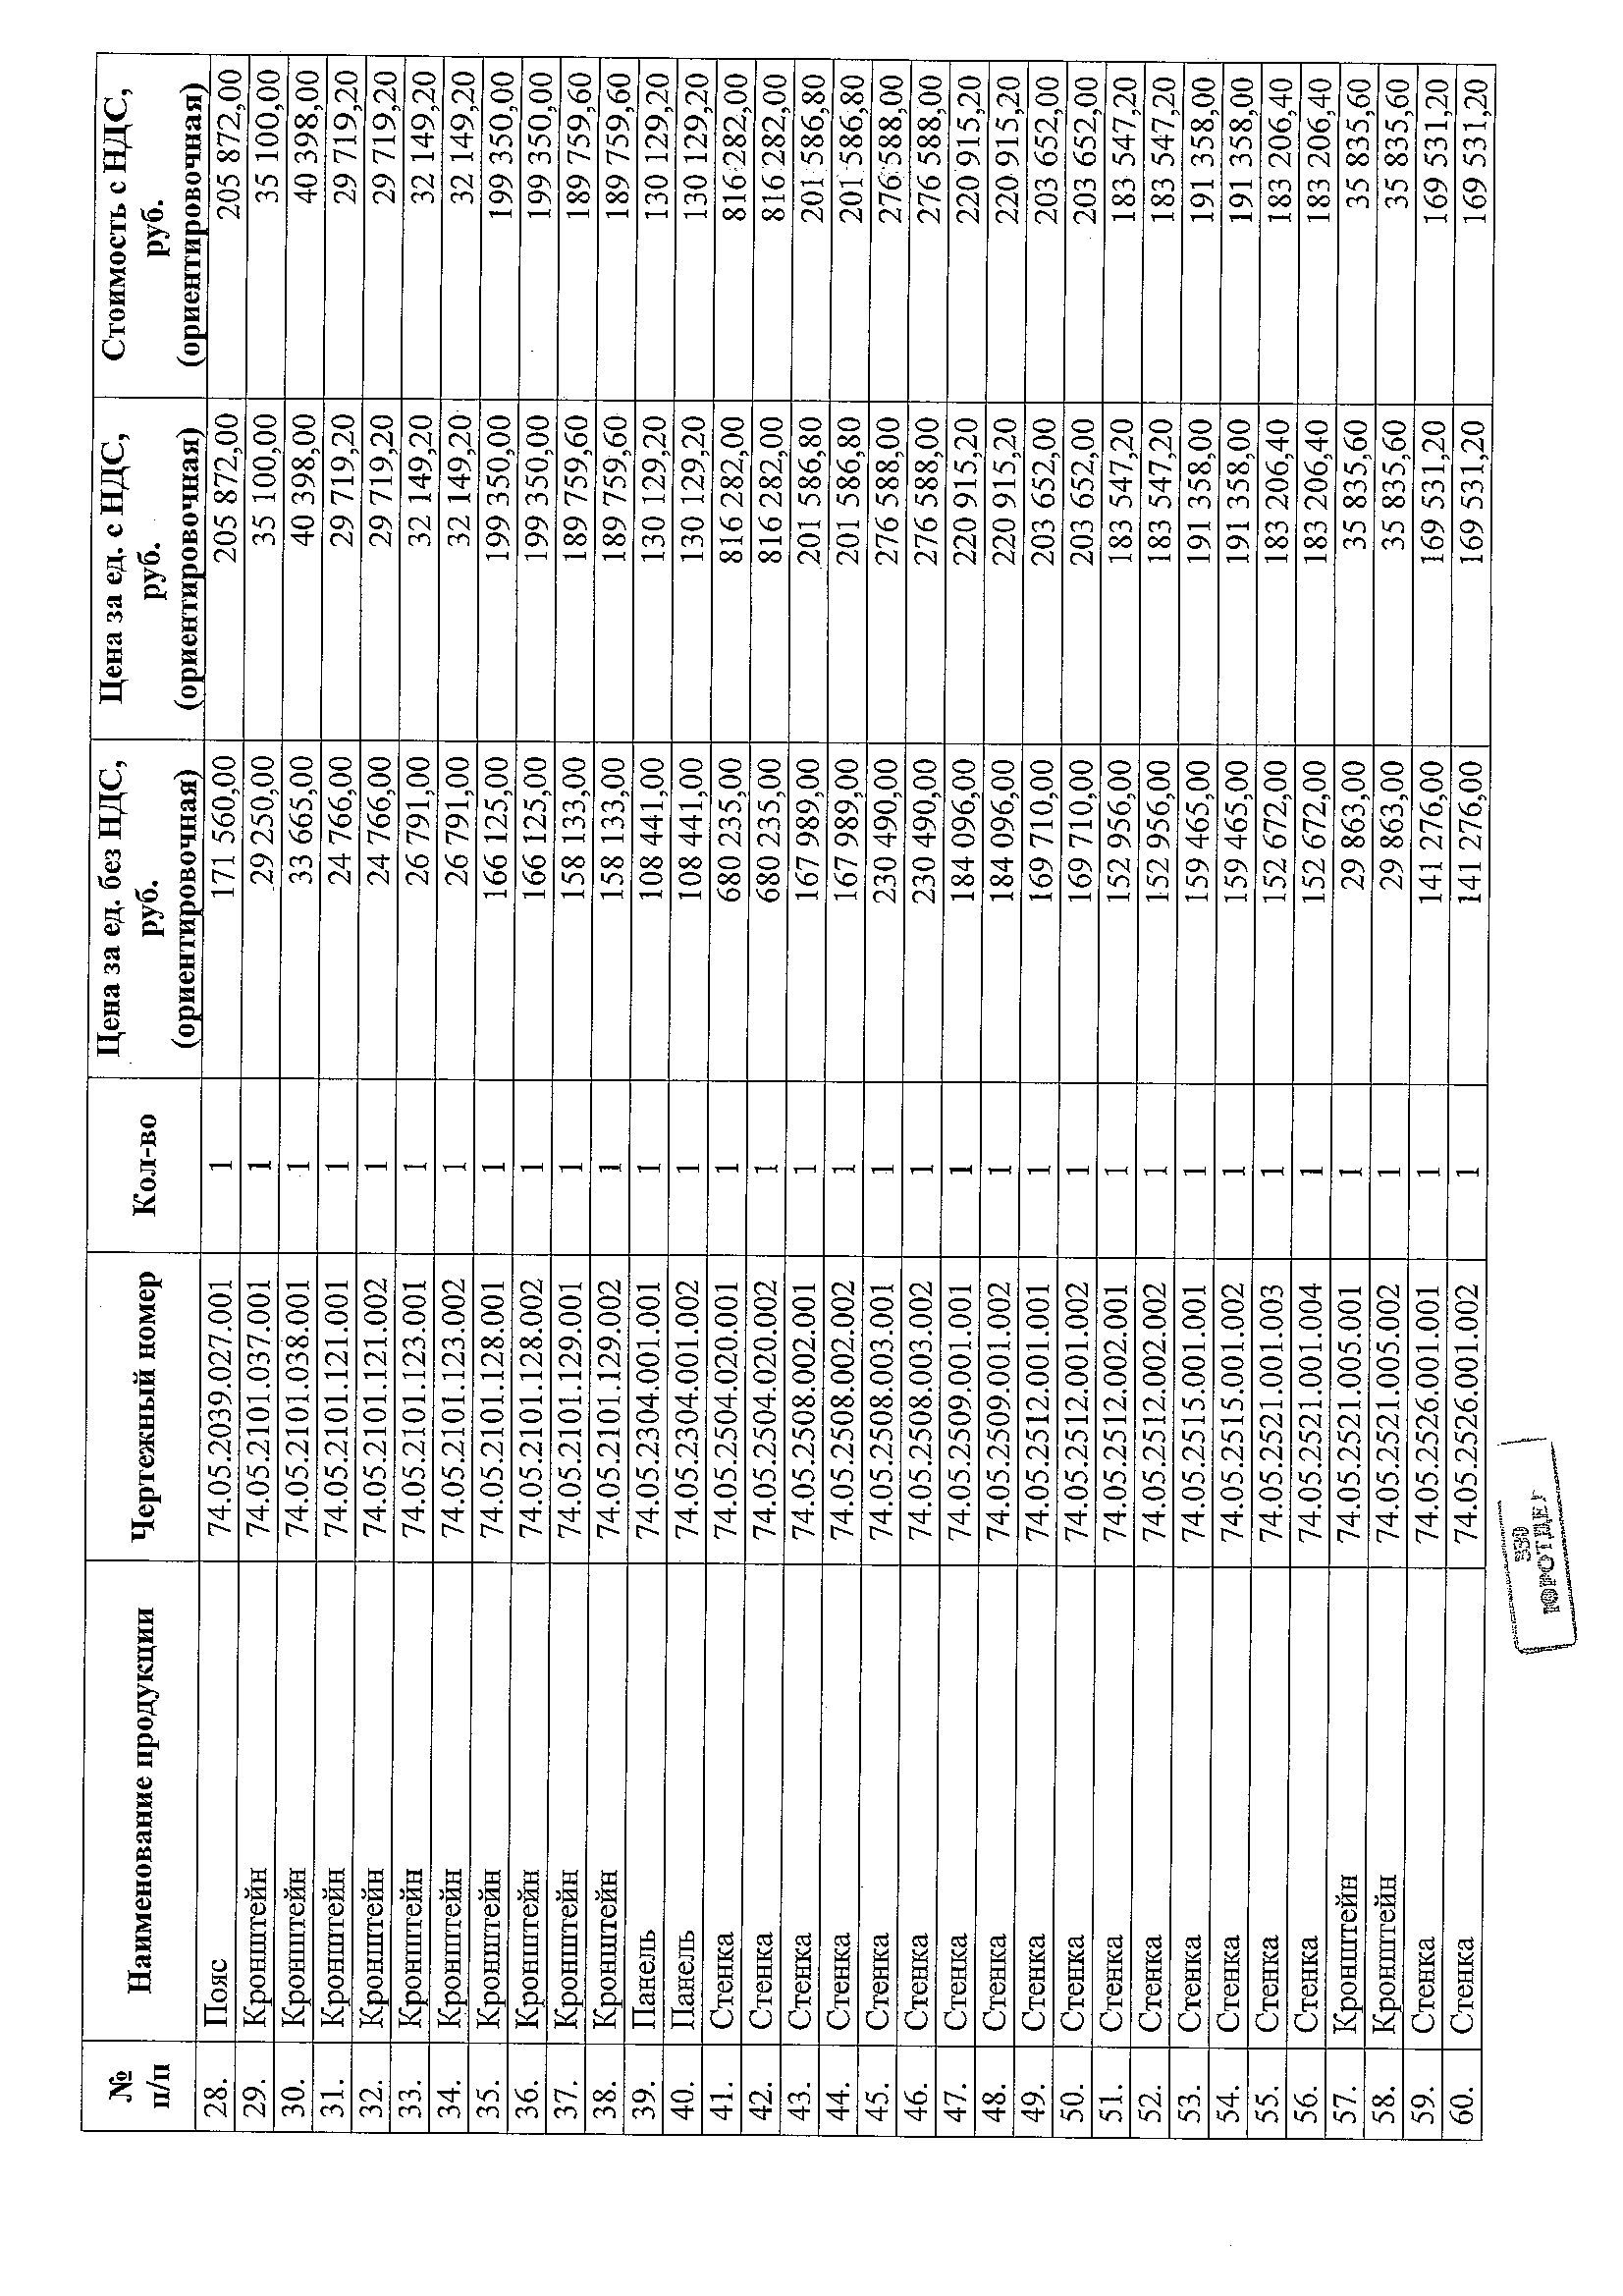 № п/п Наименование продукции Чертежный номер Кол-во Цена за ед. без НДС, руб. (ориентировочная) Цена за ед. с НДС, руб. (ориентировочная) Стоимость с НДС, руб. (ориентировочная)
28. Пояс 74.05.2039.027.001 1 171 560,00 205 872,00 205 872,00
29. Кронштейн 74.05.2101.037.001 1 29 250,00 35 100,00 35 100,00
30. Кронштейн 74.05.2101.038.001 1 33 665,00 40 398,00 40 398,00
31. Кронштейн 74.05.2101.121.001 1 24 766,00 29 719,20 29 719,20
32. Кронштейн 74.05.2101.121.002 1 24 766,00 29 719,20 29 719,20
33. Кронштейн 74.05.2101.123.001 1 26 791,00 32 149,20 32 149,20
34. Кронштейн 74.05.2101.123.002 1 26 791,00 32 149,20 32 149,20
35. Кронштейн 74.05.2101.128.001 1 166 125,00 199 350,00 199 350,00
36. Кронштейн 74.05.2101.128.002 1 166 125,00 199 350,00 199 350,00
37. Кронштейн 74.05.2101.129.001 1 158 133,00 189 759,60 189 759,60
38. Кронштейн 74.05.2101.129.002 1 158 133,00 189 759,60 189 759,60
39. Панель 74.05.2304.001.001 1 108 441,00 130 129,20 130 129,20
40. Панель 74.05.2304.001.002 1 108 441,00 130 129,20 130 129,20
41. Стенка 74.05.2504.020.001 1 680 235,00 816 282,00 816 282,00
42. Стенка 74.05.2504.020.002 1 680 235,00 816 282,00 816 282,00
43. Стенка 74.05.2508.002.001 1 167 989,00 201 586,80 201 586,80
44. Стенка 74.05.2508.002.002 1 167 989,00 201 586,80 201 586,80
45. Стенка 74.05.2508.003.001 1 230 490,00 276 588,00 276 588,00
46. Стенка 74.05.2508.003.002 1 230 490,00 276 588,00 276 588,00
47. Стенка 74.05.2509.001.001 1 184 096,00 220 915,20 220 915,20
48. Стенка 74.05.2509.001.002 1 184 096,00 220 915,20 220 915,20
49. Стенка 74.05.2512.001.001 1 169 710,00 203 652,00 203 652,00
50. Стенка 74.05.2512.001.002 1 169 710,00 203 652,00 203 652,00
51. Стенка 74.05.2512.002.001 1 152 956,00 183 547,20 183 547,20
52. Стенка 74.05.2512.002.002 1 152 956,00 183 547,20 183 547,20
53. Стенка 74.05.2515.001.001 1 159 465,00 191 358,00 191 358,00
54. Стенка 74.05.2515.001.002 1 159 465,00 191 358,00 191 358,00
55. Стенка 74.05.2521.001.003 1 152 672,00 183 206,40 183 206,40
56. Стенка 74.05.2521.001.004 1 152 672,00 183 206,40 183 206,40
57. Кронштейн 74.05.2521.005.001 1 29 863,00 35 835,60 35 835,60
58. Кронштейн 74.05.2521.005.002 1 29 863,00 35 835,60 35 835,60
59. Стенка 74.05.2526.001.001 1 141 276,00 169 531,20 169 531,20
60. Стенка 74.05.2526.001.002 1 141 276,00 169 531,20 169 531,20